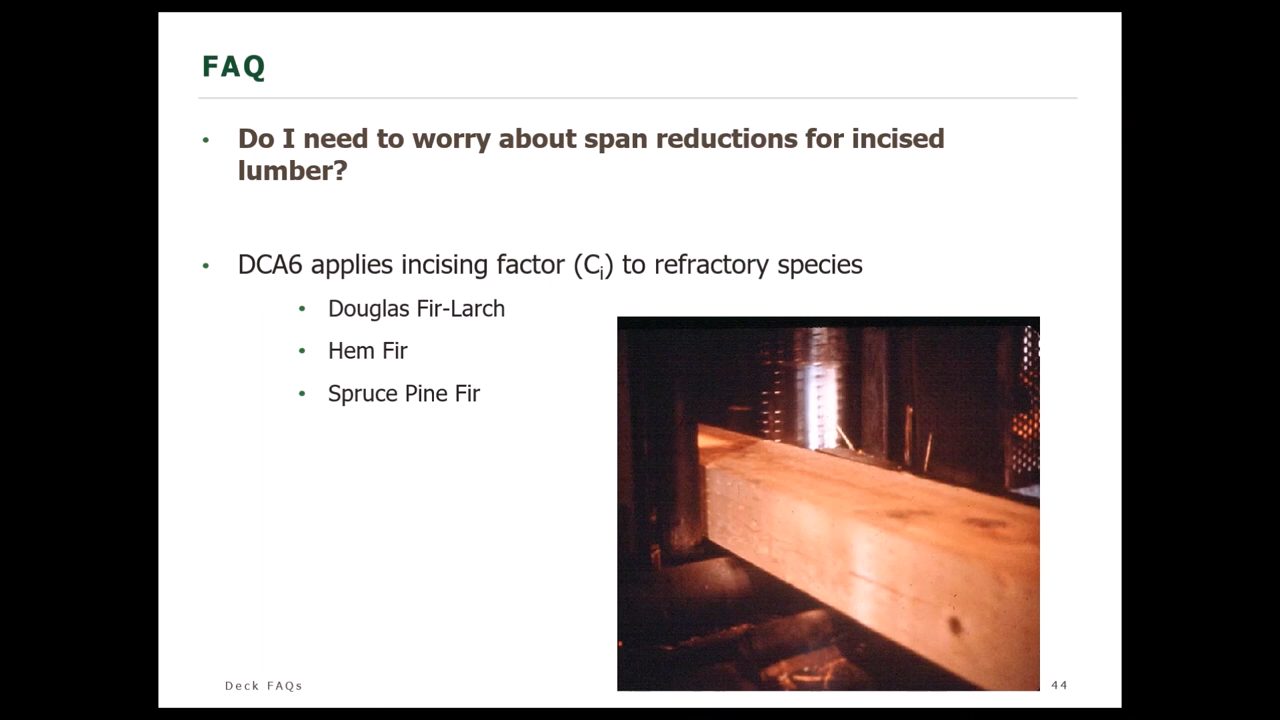 FAQ
• Do I need to worry about span reductions for incised
lumber?
• DCA6 applies incising factor (Cᵢ) to refractory species
• Douglas Fir-Larch
• Hem Fir
• Spruce Pine Fir
Deck FAQs
44